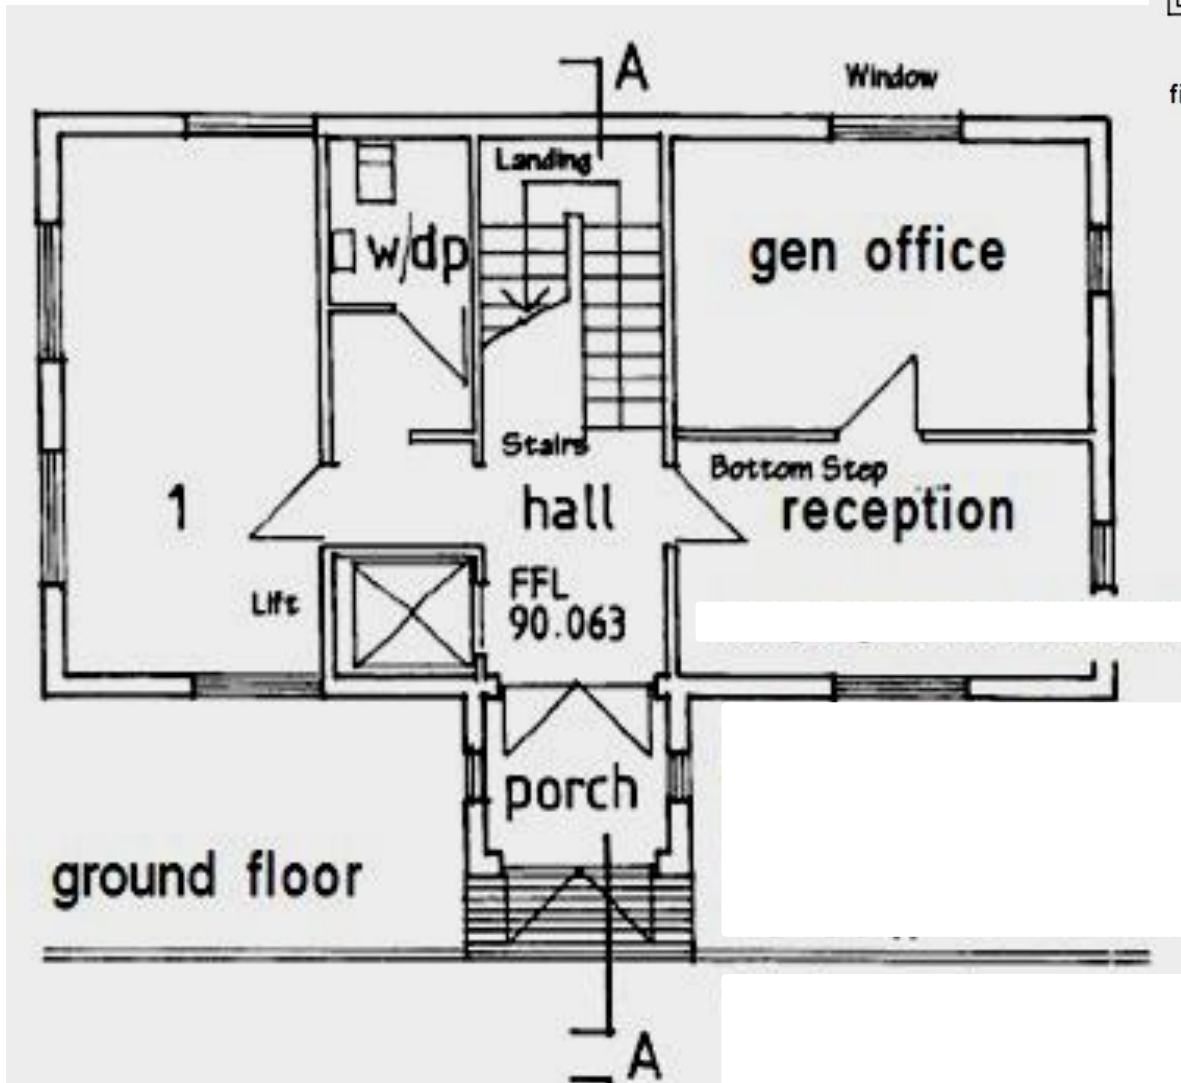 A
Window
fi
Landing
w/dp
gen office
Stairs
Bottom Step
1
hall
reception
Lift
FFL
90.063
porch
ground floor
A